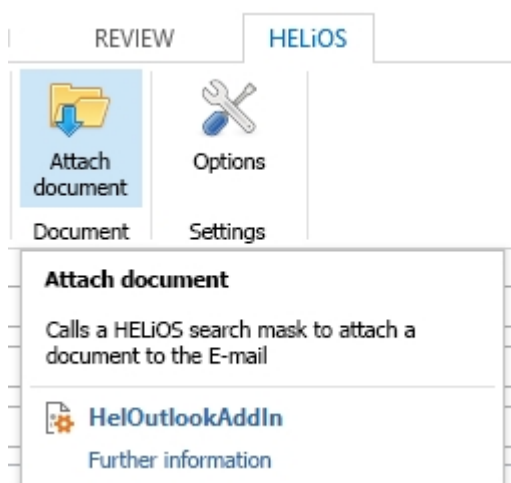 REVIEW HELiOS
Attach
document
Options
Document Settings
Attach document
Calls a HELiOS search mask to attach a
document to the E-mail
HelOutlookAddIn
Further information